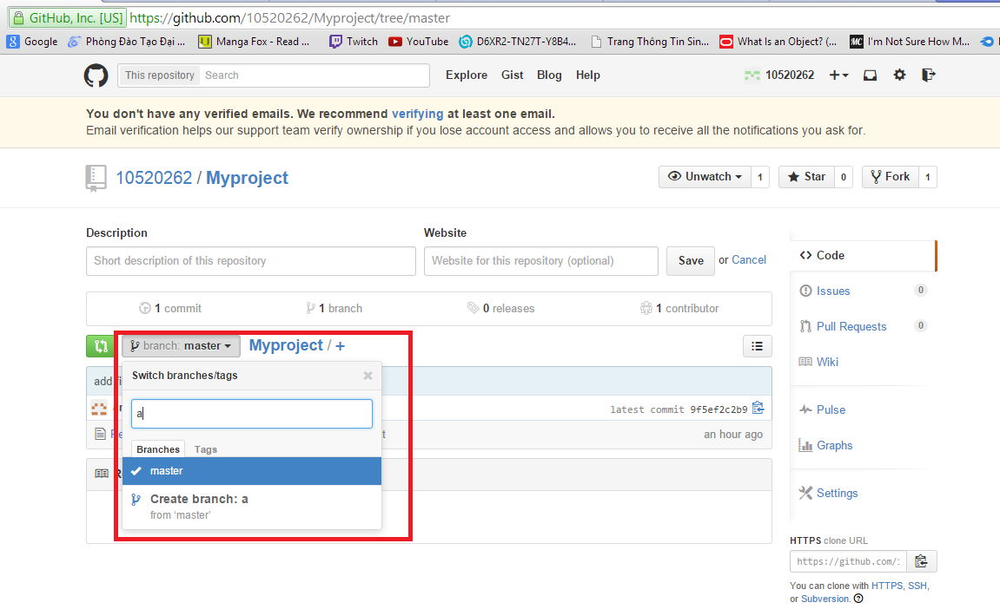 GitHub, Inc. [US] https://github.com/10520262/Myproject/tree/master
Google Phòng Đào Tạo Đại ... Manga Fox - Read ... Twitch YouTube D6XR2-TN27T-Y8B4... Trang Thông Tin Sin... What Is an Object? (... I'm Not Sure How M...
This repository Search Explore Gist Blog Help 10520262
You don't have any verified emails. We recommend verifying at least one email.
Email verification helps our support team verify ownership if you lose account access and allows you to receive all the notifications you ask for.
10520262 / Myproject Unwatch 1 Star 0 Fork 1
Description Website
Short description of this repository Website for this repository (optional) Save or Cancel
1 commit 1 branch 0 releases 1 contributor
branch: master Myproject / +
Switch branches/tags
add
a
latest commit 9f5ef2c2b9
an hour ago
Branches Tags
master
Create branch: a
from ‘master’
Code
Issues 0
Pull Requests 0
Wiki
Pulse
Graphs
Settings
HTTPS clone URL
https://github.com/
You can clone with HTTPS, SSH,
or Subversion.